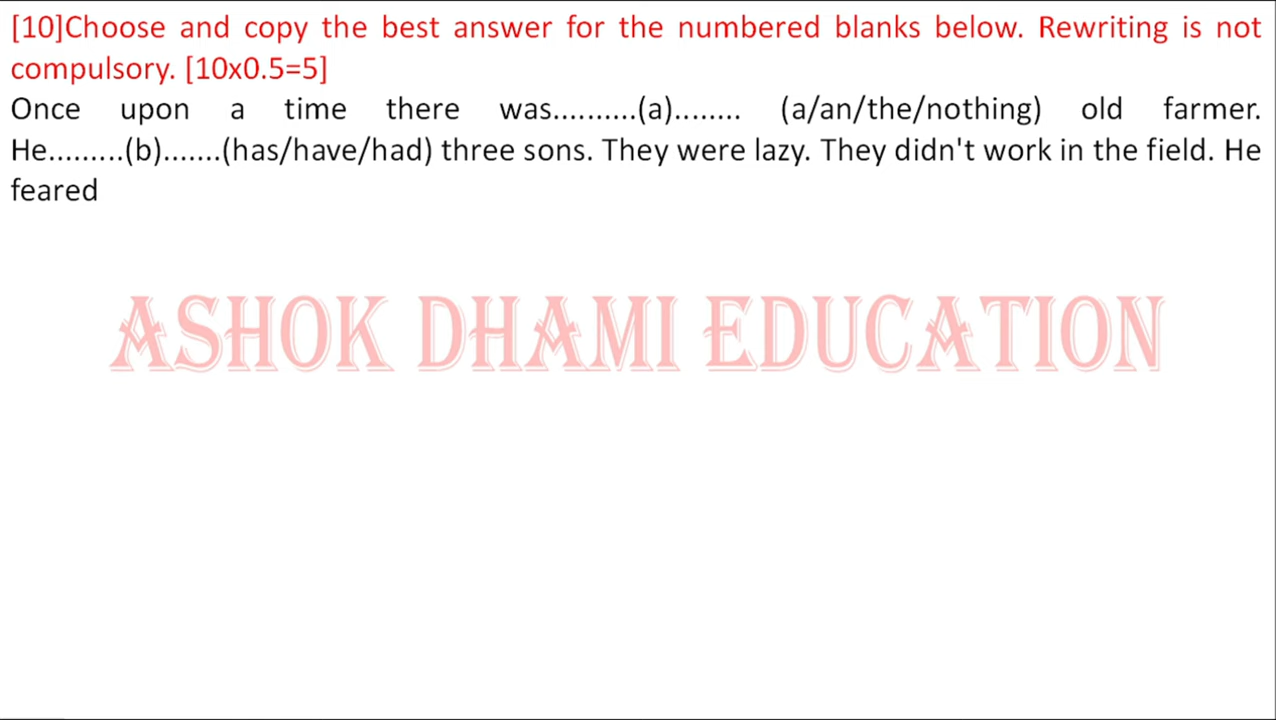 [10]Choose and copy the best answer for the numbered blanks below. Rewriting is not
compulsory. [10x0.5=5]
Once upon a time there was..........(a)........ (a/an/the/nothing) old farmer.
He.........(b).......(has/have/had) three sons. They were lazy. They didn't work in the field. He
feared
ASHOK DHAMI EDUCATION